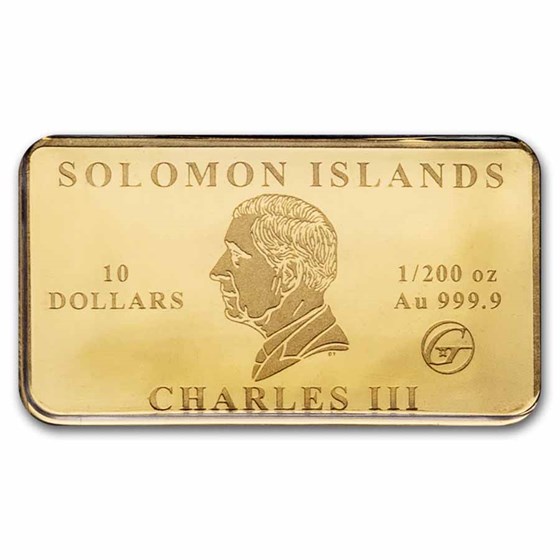 SOLOMON ISLANDS
10
DOLLARS
1/200 oz
Au 999.9
CHARLES III